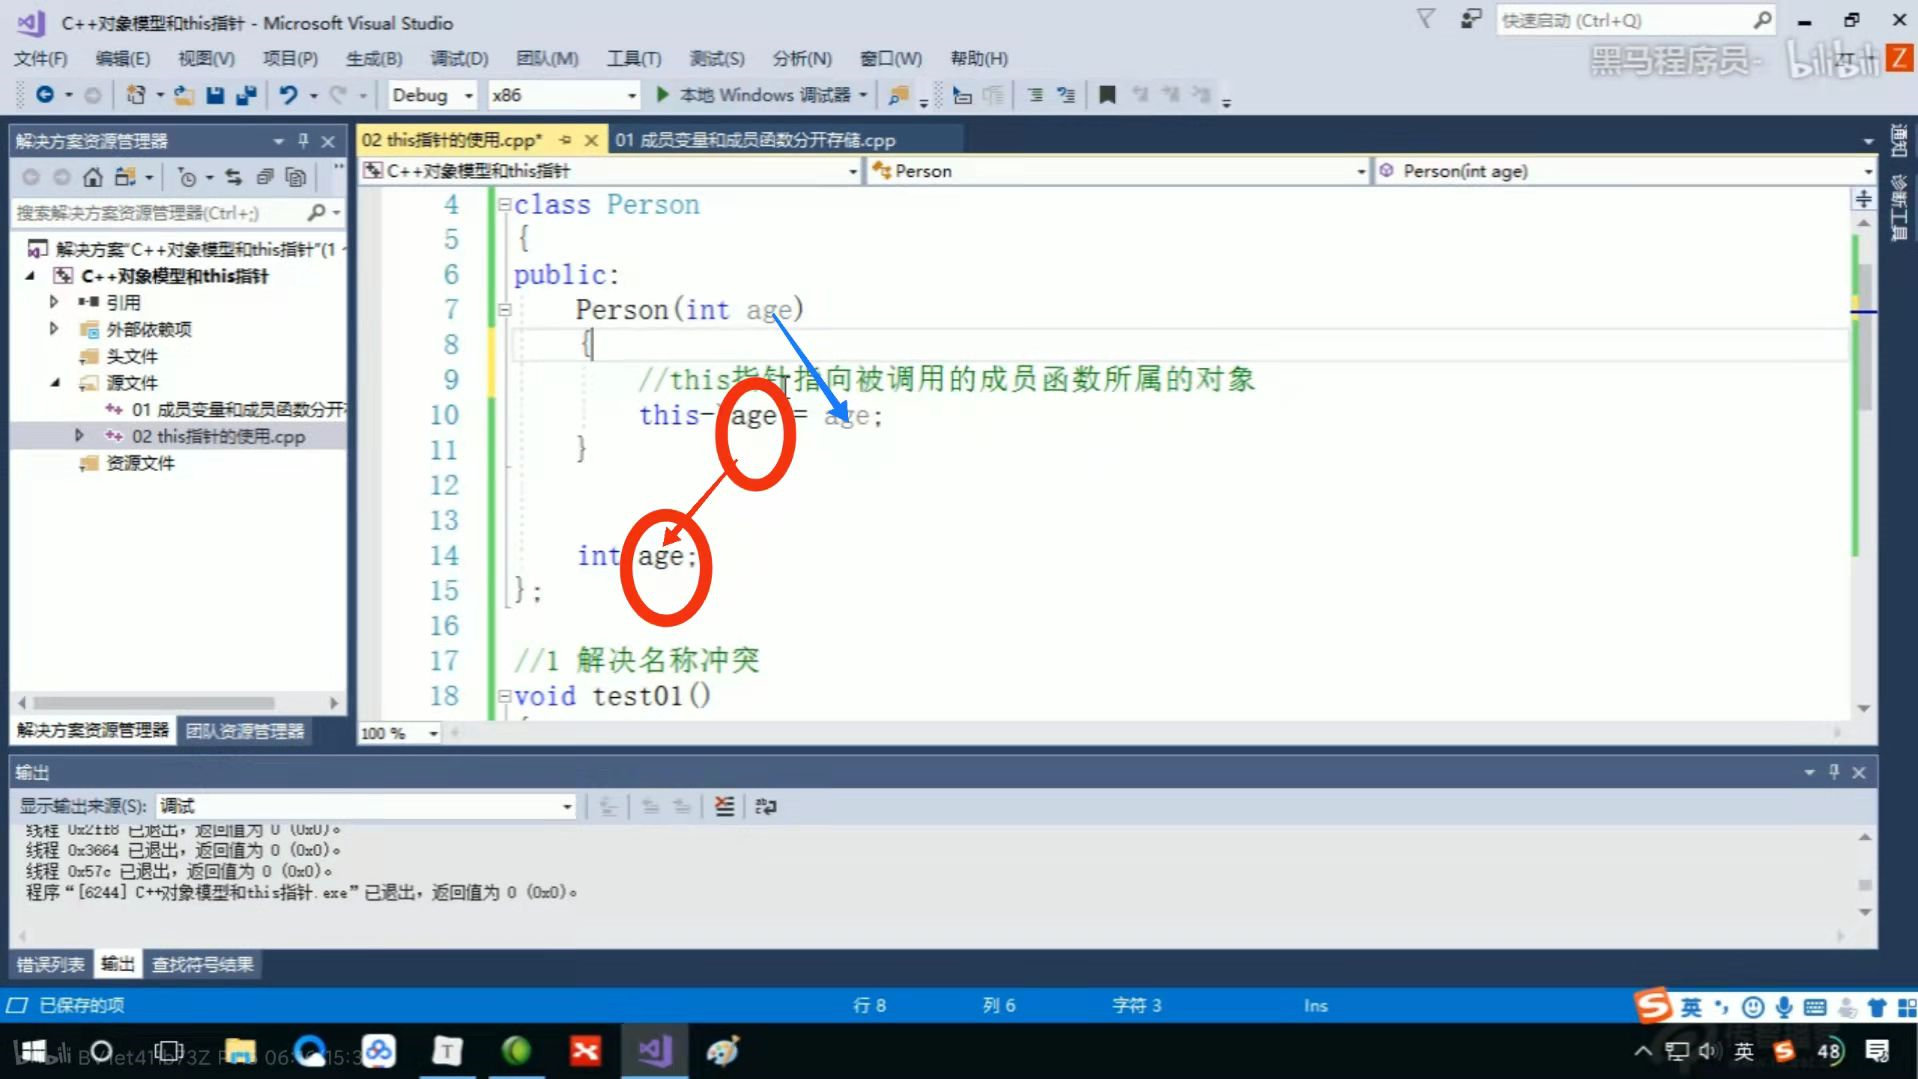 C++对象模型和this指针 - Microsoft Visual Studio
快速启动 (Ctrl+Q)
文件(F) 编辑(E) 视图(V) 项目(P) 生成(B) 调试(D) 团队(M) 工具(T) 测试(S) 分析(N) 窗口(W) 帮助(H)
黑马程序员- bilibili
Z
Debug x86 本地 Windows 调试器
解决方案资源管理器
02 this指针的使用.cpp* 01 成员变量和成员函数分开存储.cpp
C++对象模型和this指针 Person Person(int age)
通知
诊断工具
搜索解决方案资源管理器(Ctrl+;)
解决方案"C++对象模型和this指针"(1
C++对象模型和this指针
引用
外部依赖项
头文件
源文件
01 成员变量和成员函数分开
02 this指针的使用.cpp
资源文件
解决方案资源管理器 团队资源管理器
4 class Person
5 {
6 public:
7 Person(int age)
8 {
9 //this指针指向被调用的成员函数所属的对象
10 this- age = age;
11 }
12
13
14 int age;
15 };
16
17 //1 解决名称冲突
18 void test01()
100 %
输出
显示输出来源(S): 调试
线程 0x2ff8 已退出，返回值为 0 (0x0)。
线程 0x3664 已退出，返回值为 0 (0x0)。
线程 0x57c 已退出，返回值为 0 (0x0)。
程序“[6244] C++对象模型和this指针.exe”已退出，返回值为 0 (0x0)。
错误列表 输出 查找符号结果
已保存的项 行 8 列 6 字符 3 Ins
英
英 48